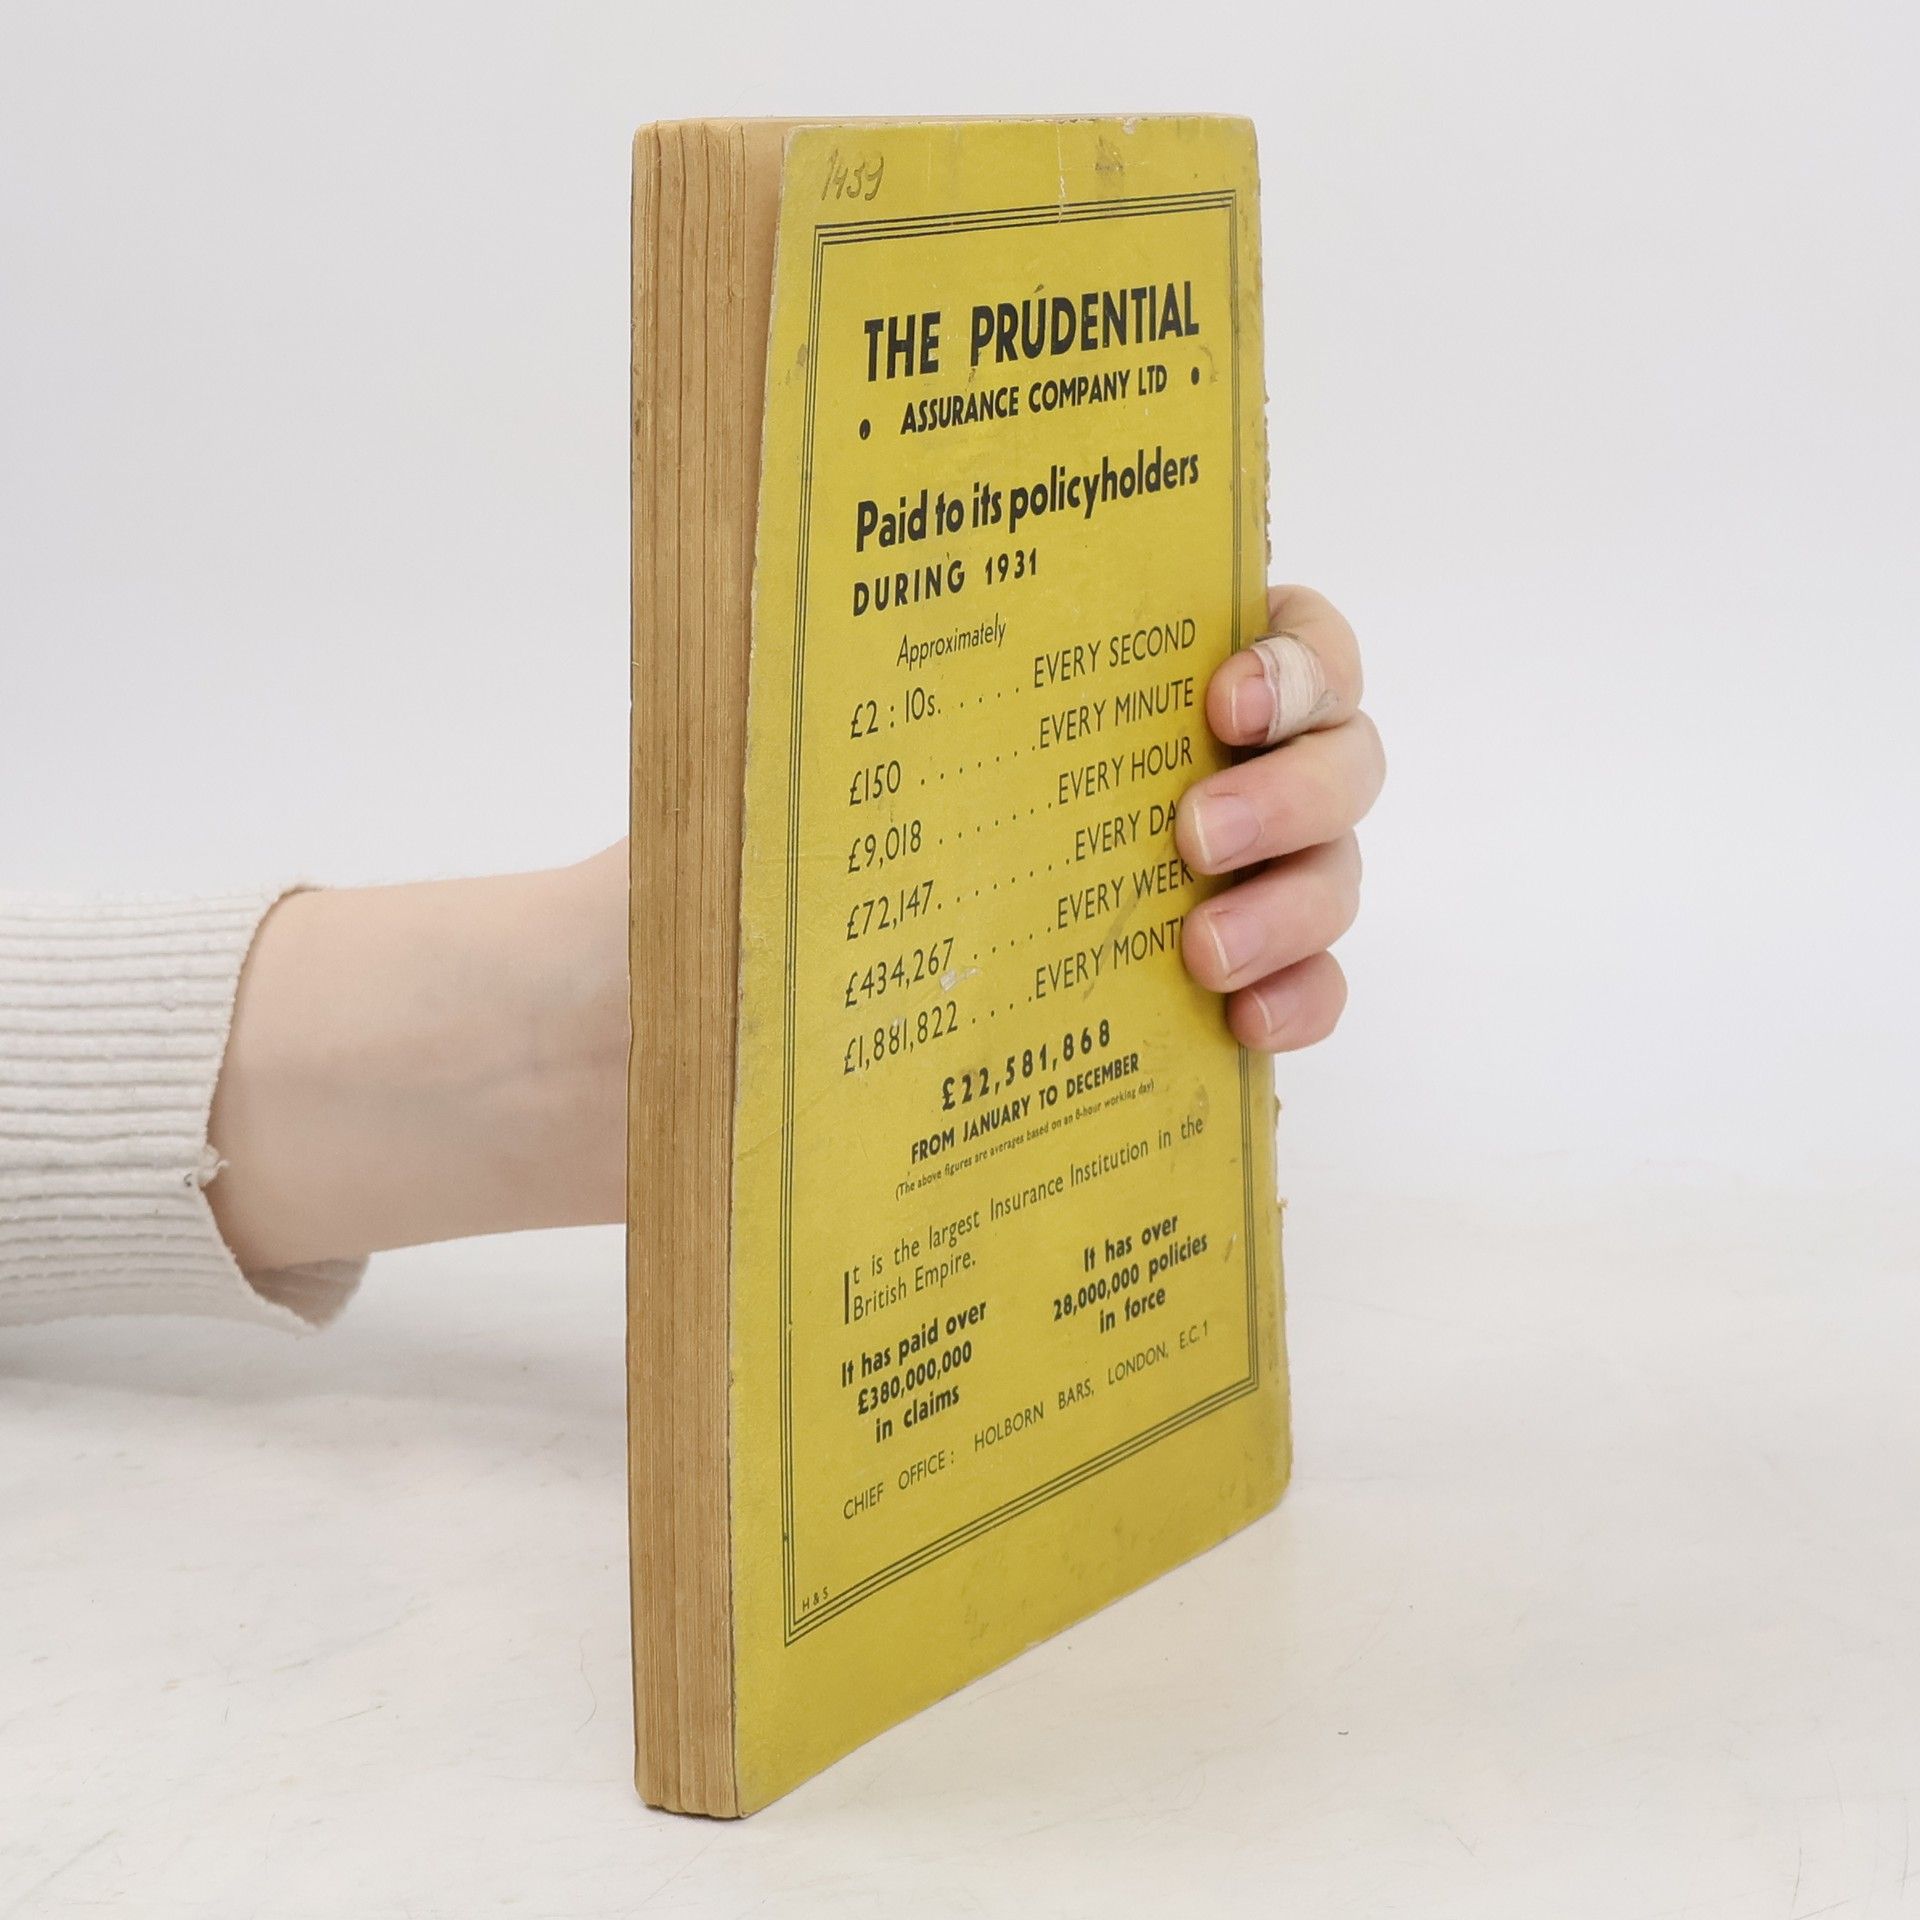 1439
THE PRUDENTIAL
• ASSURANCE COMPANY LTD •
Paid to its policyholders
DURING 1931
Approximately
£2 : 10s. . . . . EVERY SECOND
£150 . . . . . . . EVERY MINUTE
£9,018 . . . . . . . EVERY HOUR
£72,147. . . . . . . . EVERY DA
£434,267 . . . . . . EVERY WEEK
£1,881,822 . . . . EVERY MONT
£22,581,868
FROM JANUARY TO DECEMBER
(The above figures are averages based on an 8-hour working day)
It is the largest Insurance Institution in the
British Empire.
It has paid over
£380,000,000
in claims
It has over
28,000,000 policies
in force
CHIEF OFFICE: HOLBORN BARS, LONDON, E.C.1
H & S